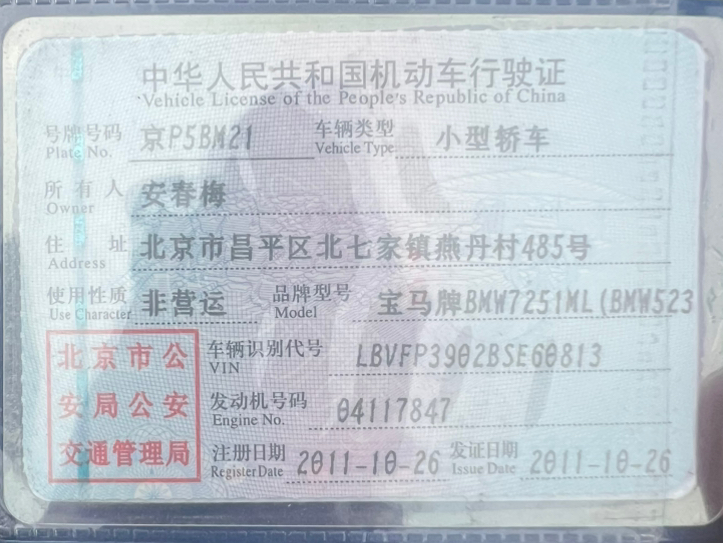 中华人民共和国机动车行驶证
Vehicle License of the People's Republic of China
号牌号码 京P5BM21 车辆类型 小型轿车
Plate No. Vehicle Type
所有人 安春梅
Owner
住址 北京市昌平区北七家镇燕丹村485号
Address
使用性质 非营运 品牌型号 宝马牌BMW7251ML(BMW523
Use Character Model
北京市公 车辆识别代号 LBVFP3902BSE60813
VIN
安局公安 发动机号码 04117847
Engine No.
交通管理局 注册日期 2011-10-26 发证日期 2011-10-26
Register Date Issue Date